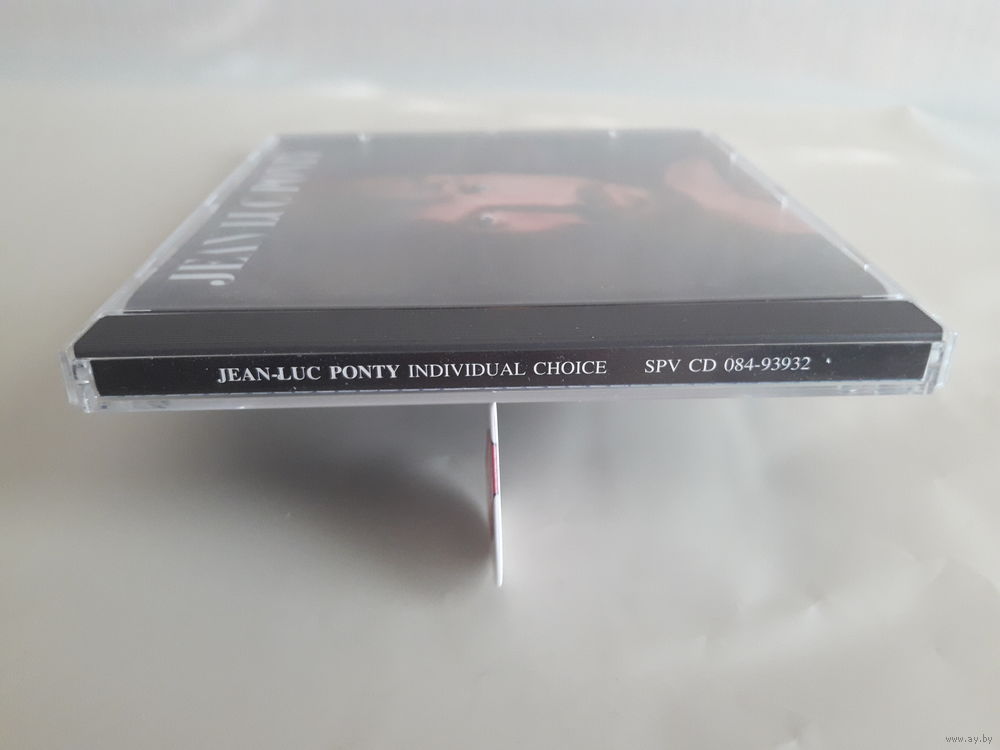 JEAN-LUC PONTY
JEAN-LUC PONTY INDIVIDUAL CHOICE SPV CD 084-93932
www.ay.by